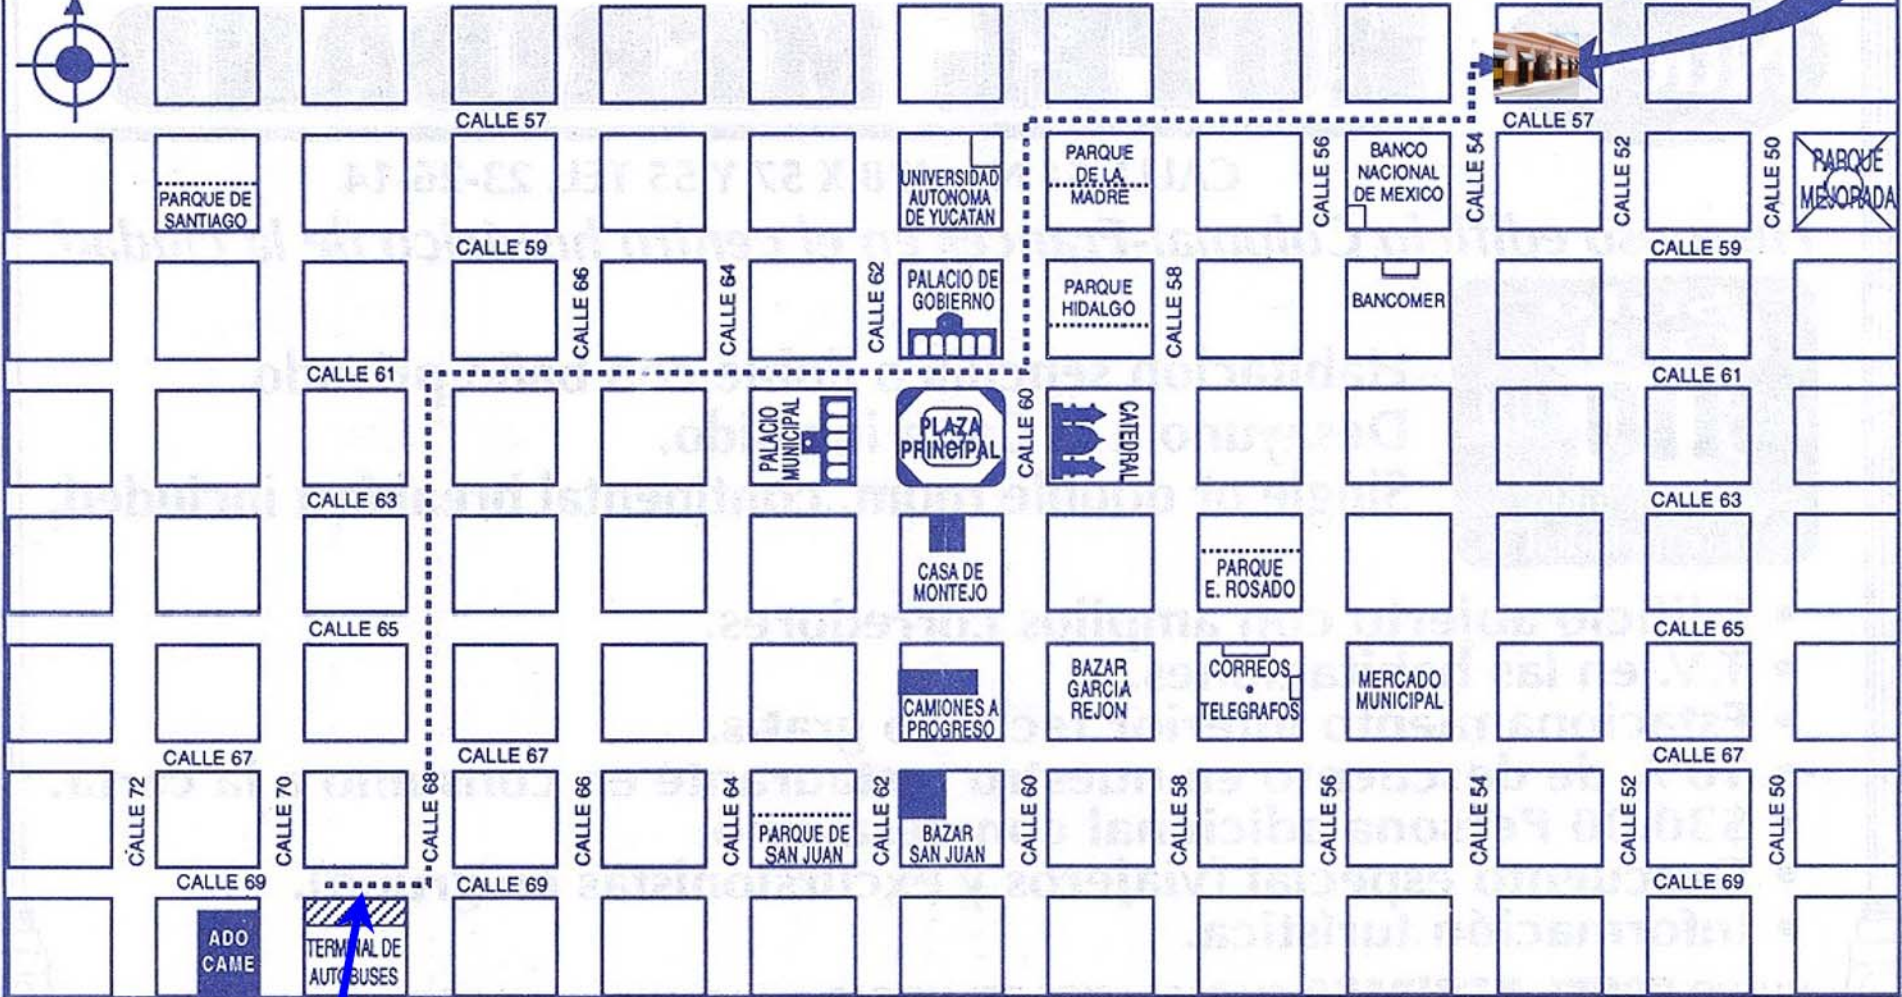 CALLE 57
CALLE 57
PARQUE DE
SANTIAGO
UNIVERSIDAD
AUTONOMA
DE YUCATAN
PARQUE
DE LA
MADRE
CALLE 56
BANCO
NACIONAL
DE MEXICO
CALLE 54
CALLE 52
CALLE 50
PARQUE
MEJORADA
CALLE 59
CALLE 59
CALLE 66
CALLE 64
CALLE 62
PALACIO DE
GOBIERNO
PARQUE
HIDALGO
CALLE 58
BANCOMER
CALLE 61
CALLE 61
PALACIO
MUNICIPAL
PLAZA
PRINCIPAL
CALLE 60
CATEDRAL
CALLE 63
CALLE 63
CASA DE
MONTEJO
PARQUE
E. ROSADO
CALLE 65
CALLE 65
CAMIONES A
PROGRESO
BAZAR
GARCIA
REJON
CORREOS
TELEGRAFOS
MERCADO
MUNICIPAL
CALLE 67
CALLE 67
CALLE 67
CALLE 72
CALLE 70
CALLE 68
CALLE 66
CALLE 64
PARQUE DE
SAN JUAN
CALLE 62
BAZAR
SAN JUAN
CALLE 60
CALLE 58
CALLE 56
CALLE 54
CALLE 52
CALLE 50
CALLE 69
CALLE 69
CALLE 69
ADO
CAME
TERMINAL DE
AUTOBUSES